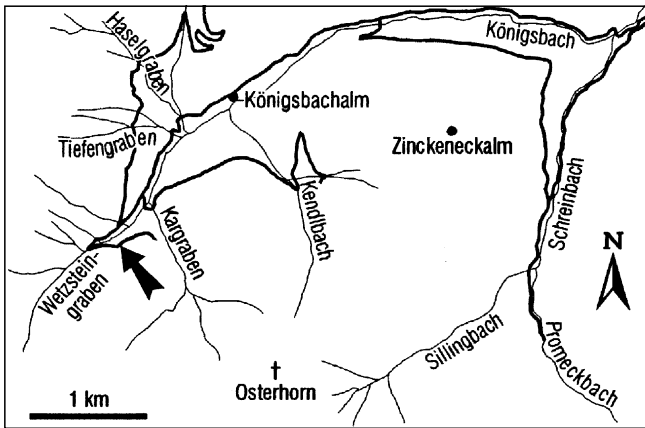 Haselgraben
Königsbach
Königsbachalm
Tiefengraben
Zinckeneckalm
Kendlbach
Schreinbach
Kargraben
N
Wetzstein-
graben
Sillingbach
Promeckbach
Osterhorn
1 km